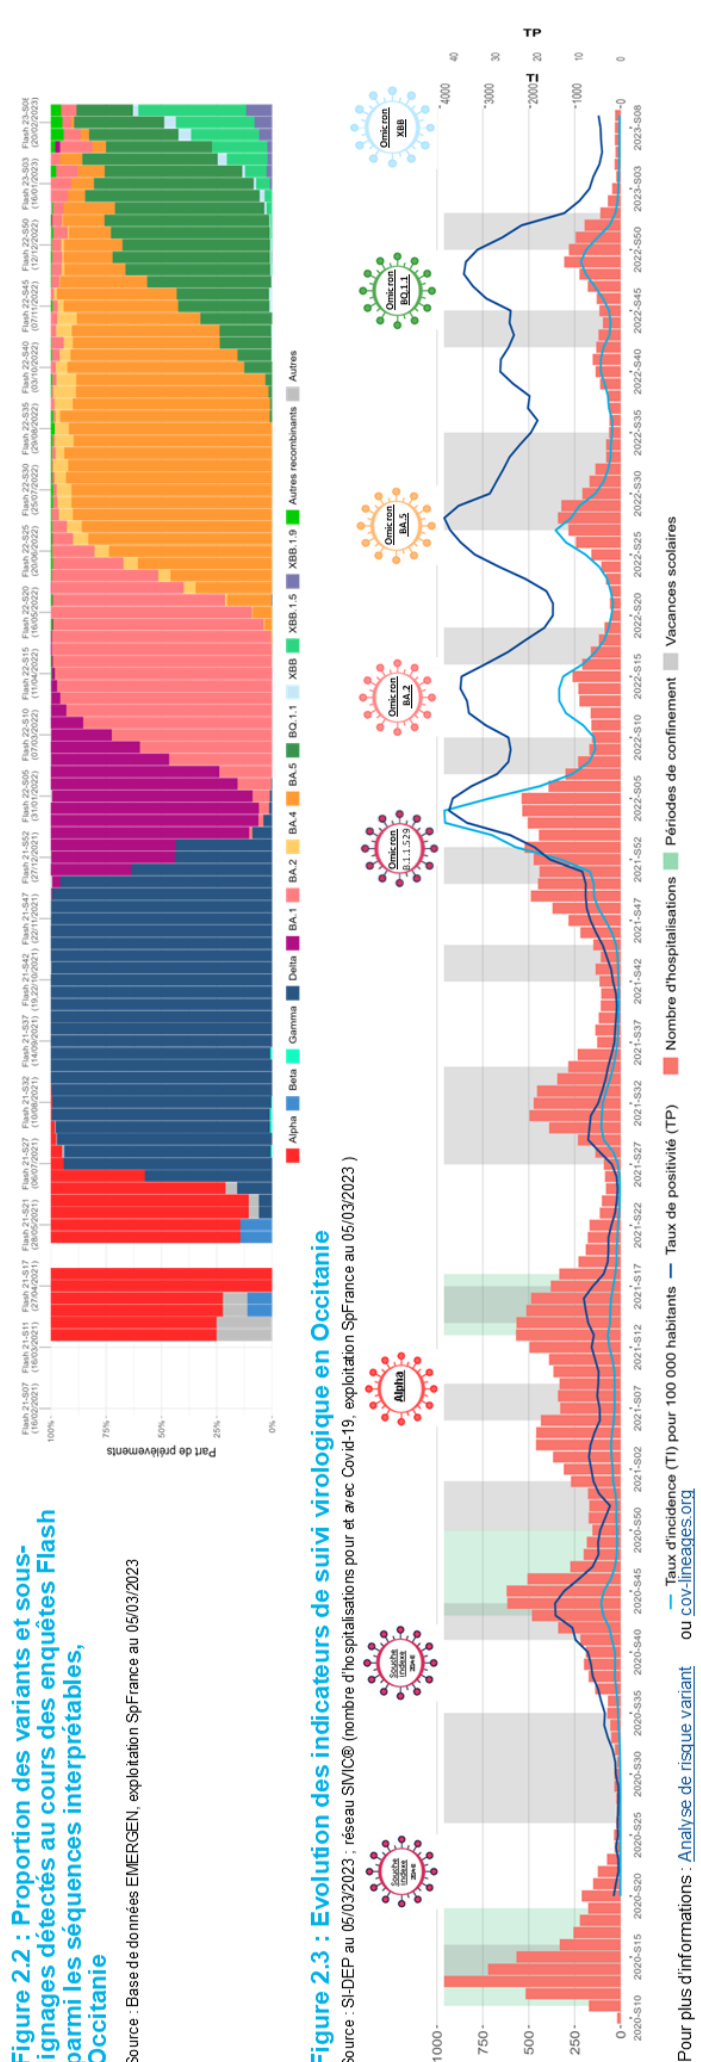 Figure 2.2 : Proportion des variants et sous-
ignages détectés au cours des enquêtes Flash
parmi les séquences interprétables,
Occitanie
Source : Base de données EMERGEN, exploitation SpFrance au 05/03/2023
Part de prélèvements
100%
75%
50%
25%
0%
Flash 21-S07
(16/02/2021)
Flash 21-S11
(16/03/2021)
Flash 21-S17
(27/04/2021)
Flash 21-S21
(28/05/2021)
Flash 21-S27
(06/07/2021)
Flash 21-S32
(10/08/2021)
Flash 21-S37
(14/09/2021)
Flash 21-S42
(19,22/10/2021)
Flash 21-S47
(22/11/2021)
Flash 21-S52
(27/12/2021)
Flash 22-S05
(31/01/2022)
Flash 22-S10
(07/03/2022)
Flash 22-S15
(11/04/2022)
Flash 22-S20
(16/05/2022)
Flash 22-S25
(20/06/2022)
Flash 22-S30
(25/07/2022)
Flash 22-S35
(29/08/2022)
Flash 22-S40
(03/10/2022)
Flash 22-S45
(07/11/2022)
Flash 22-S50
(12/12/2022)
Flash 23-S03
(16/01/2023)
Flash 23-S08
(20/02/2023)
Alpha Beta Gamma Delta BA.1 BA.2 BA.4 BA.5 BQ.1.1 XBB XBB.1.5 XBB.1.9 Autres recombinants Autres
Figure 2.3 : Evolution des indicateurs de suivi virologique en Occitanie
Source : SI-DEP au 05/03/2023 ; réseau SIVIC® (nombre d'hospitalisations pour et avec Covid-19, exploitation SpFrance au 05/03/2023 )
Souche
indexe
Souche
indexe
Alpha
Omicron
B.1.1.529
Omicron
BA.2
Omicron
BA.5
Omicron
BQ.1.1
Omicron
XBB
1000
750
500
250
0
TI
4000
3000
2000
1000
0
TP
40
30
20
10
0
2020-S10
2020-S15
2020-S20
2020-S25
2020-S30
2020-S35
2020-S40
2020-S45
2020-S50
2021-S02
2021-S07
2021-S12
2021-S17
2021-S22
2021-S27
2021-S32
2021-S37
2021-S42
2021-S47
2021-S52
2022-S05
2022-S10
2022-S15
2022-S20
2022-S25
2022-S30
2022-S35
2022-S40
2022-S45
2022-S50
2023-S03
2023-S08
Taux d'incidence (TI) pour 100 000 habitants Taux de positivité (TP) Nombre d'hospitalisations Périodes de confinement Vacances scolaires
Pour plus d'informations : Analyse de risque variant ou cov-lineages.org